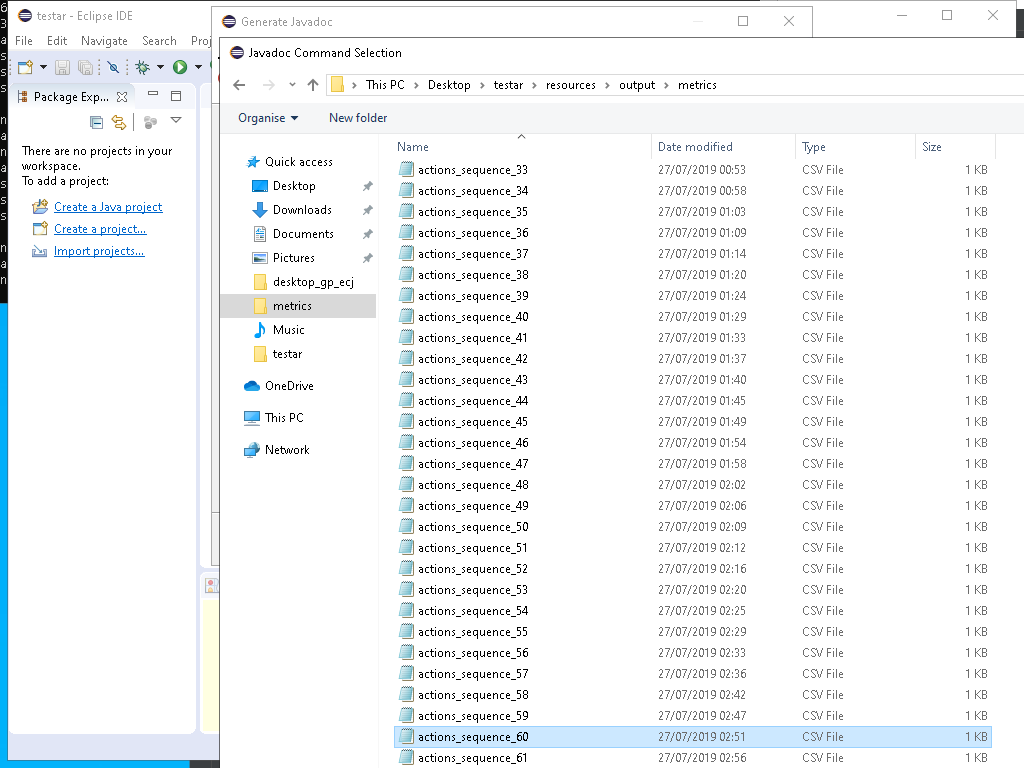 testar - Eclipse IDE
File Edit Navigate Search Proj
Package Exp...
There are no projects in your
workspace.
To add a project:
Create a Java project
Create a project...
Import projects...
Generate Javadoc
Javadoc Command Selection
This PC > Desktop > testar > resources > output > metrics
Organise New folder
Quick access
Desktop
Downloads
Documents
Pictures
desktop_gp_ecj
metrics
Music
testar
OneDrive
This PC
Network
Name Date modified Type Size
actions_sequence_33 27/07/2019 00:53 CSV File 1 KB
actions_sequence_34 27/07/2019 00:58 CSV File 1 KB
actions_sequence_35 27/07/2019 01:03 CSV File 1 KB
actions_sequence_36 27/07/2019 01:09 CSV File 1 KB
actions_sequence_37 27/07/2019 01:14 CSV File 1 KB
actions_sequence_38 27/07/2019 01:20 CSV File 1 KB
actions_sequence_39 27/07/2019 01:24 CSV File 1 KB
actions_sequence_40 27/07/2019 01:29 CSV File 1 KB
actions_sequence_41 27/07/2019 01:33 CSV File 1 KB
actions_sequence_42 27/07/2019 01:37 CSV File 1 KB
actions_sequence_43 27/07/2019 01:40 CSV File 1 KB
actions_sequence_44 27/07/2019 01:45 CSV File 1 KB
actions_sequence_45 27/07/2019 01:49 CSV File 1 KB
actions_sequence_46 27/07/2019 01:54 CSV File 1 KB
actions_sequence_47 27/07/2019 01:58 CSV File 1 KB
actions_sequence_48 27/07/2019 02:02 CSV File 1 KB
actions_sequence_49 27/07/2019 02:06 CSV File 1 KB
actions_sequence_50 27/07/2019 02:09 CSV File 1 KB
actions_sequence_51 27/07/2019 02:12 CSV File 1 KB
actions_sequence_52 27/07/2019 02:16 CSV File 1 KB
actions_sequence_53 27/07/2019 02:20 CSV File 1 KB
actions_sequence_54 27/07/2019 02:25 CSV File 1 KB
actions_sequence_55 27/07/2019 02:29 CSV File 1 KB
actions_sequence_56 27/07/2019 02:33 CSV File 1 KB
actions_sequence_57 27/07/2019 02:36 CSV File 1 KB
actions_sequence_58 27/07/2019 02:42 CSV File 1 KB
actions_sequence_59 27/07/2019 02:47 CSV File 1 KB
actions_sequence_60 27/07/2019 02:51 CSV File 1 KB
actions_sequence_61 27/07/2019 02:56 CSV File 1 KB